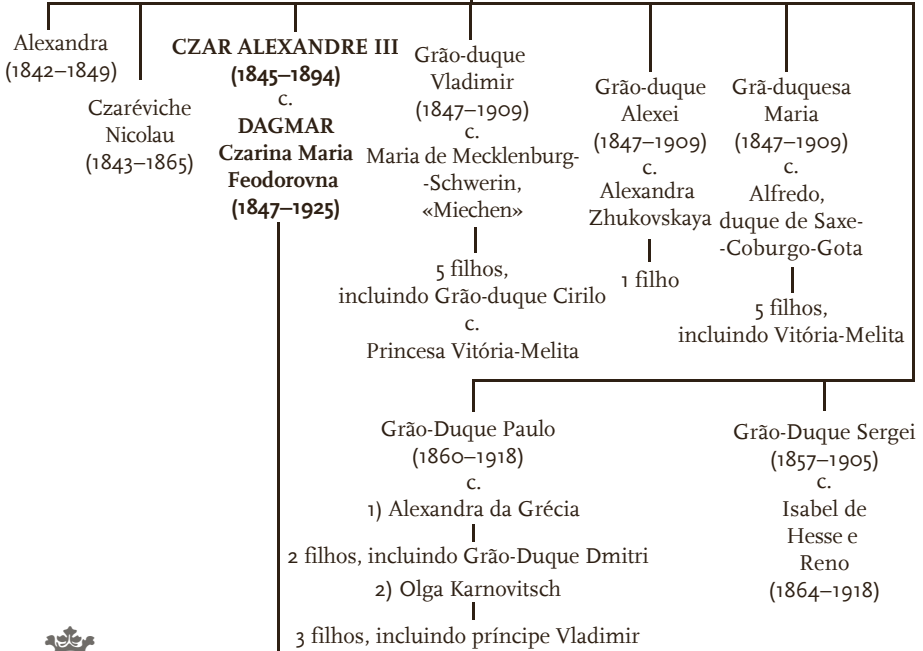 Alexandra
(1842–1849)
Czaréviche
Nicolau
(1843–1865)
CZAR ALEXANDRE III
(1845–1894)
c.
DAGMAR
Czarina Maria
Feodorovna
(1847–1925)
Grão-duque
Vladimir
(1847–1909)
c.
Maria de Mecklenburg-
-Schwerin,
«Miechen»
5 filhos,
incluindo Grão-duque Cirilo
c.
Princesa Vitória-Melita
Grão-duque
Alexei
(1847–1909)
c.
Alexandra
Zhukovskaya
1 filho
Grã-duquesa
Maria
(1847–1909)
c.
Alfredo,
duque de Saxe-
-Coburgo-Gota
5 filhos,
incluindo Vitória-Melita
Grão-Duque Paulo
(1860–1918)
c.
1) Alexandra da Grécia
2 filhos, incluindo Grão-Duque Dmitri
2) Olga Karnovitsch
3 filhos, incluindo príncipe Vladimir
Grão-Duque Sergei
(1857–1905)
c.
Isabel de
Hesse e
Reno
(1864–1918)